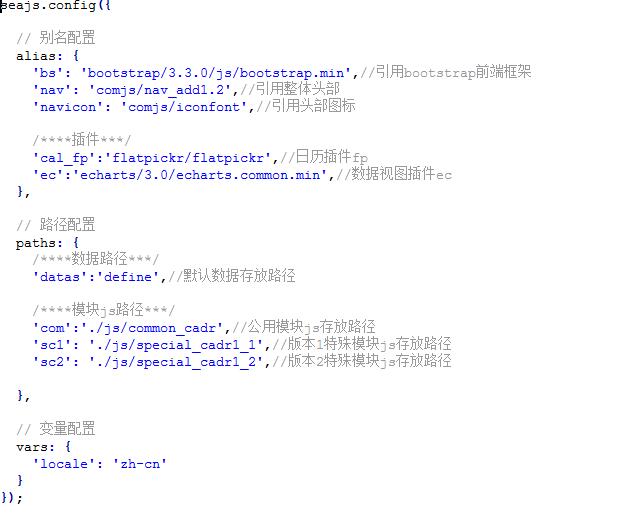 seajs.config({
// 别名配置
alias: {
'bs': 'bootstrap/3.3.0/js/bootstrap.min',//引用bootstrap前端框架
'nav': 'comjs/nav_add1.2',//引用整体头部
'navicon': 'comjs/iconfont',//引用头部图标
/****插件***/
'cal_fp':'flatpickr/flatpickr',//日历插件fp
'ec':'echarts/3.0/echarts.common.min',//数据视图插件ec
},
// 路径配置
paths: {
/****数据路径***/
'datas':'define',//默认数据存放路径
/****模块js路径***/
'com':'./js/common_cadr',//公用模块js存放路径
'sc1': './js/special_cadr1_1',//版本1特殊模块js存放路径
'sc2': './js/special_cadr1_2',//版本2特殊模块js存放路径
},
// 变量配置
vars: {
'locale': 'zh-cn'
}
});